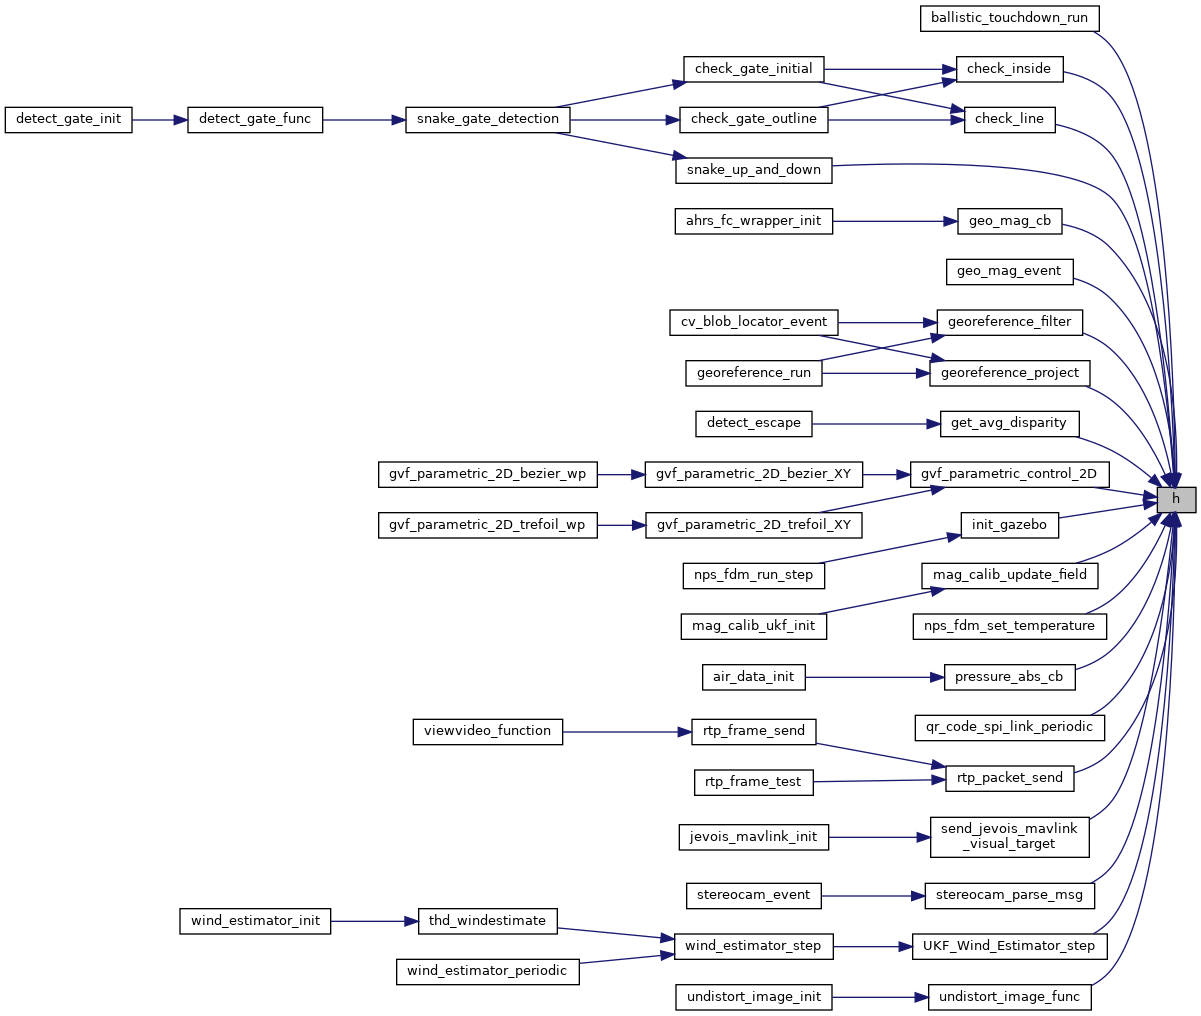 ballistic_touchdown_run
check_gate_initial
check_inside
detect_gate_init
detect_gate_func
snake_gate_detection
check_gate_outline
check_line
snake_up_and_down
ahrs_fc_wrapper_init
geo_mag_cb
geo_mag_event
cv_blob_locator_event
georeference_filter
georeference_run
georeference_project
detect_escape
get_avg_disparity
gvf_parametric_2D_bezier_wp
gvf_parametric_2D_bezier_XY
gvf_parametric_control_2D
h
gvf_parametric_2D_trefoil_wp
gvf_parametric_2D_trefoil_XY
init_gazebo
nps_fdm_run_step
mag_calib_update_field
mag_calib_ukf_init
nps_fdm_set_temperature
air_data_init
pressure_abs_cb
viewvideo_function
rtp_frame_send
qr_code_spi_link_periodic
rtp_frame_test
rtp_packet_send
jevois_mavlink_init
send_jevois_mavlink
_visual_target
stereocam_event
stereocam_parse_msg
wind_estimator_init
thd_windestimate
wind_estimator_step
UKF_Wind_Estimator_step
wind_estimator_periodic
undistort_image_init
undistort_image_func